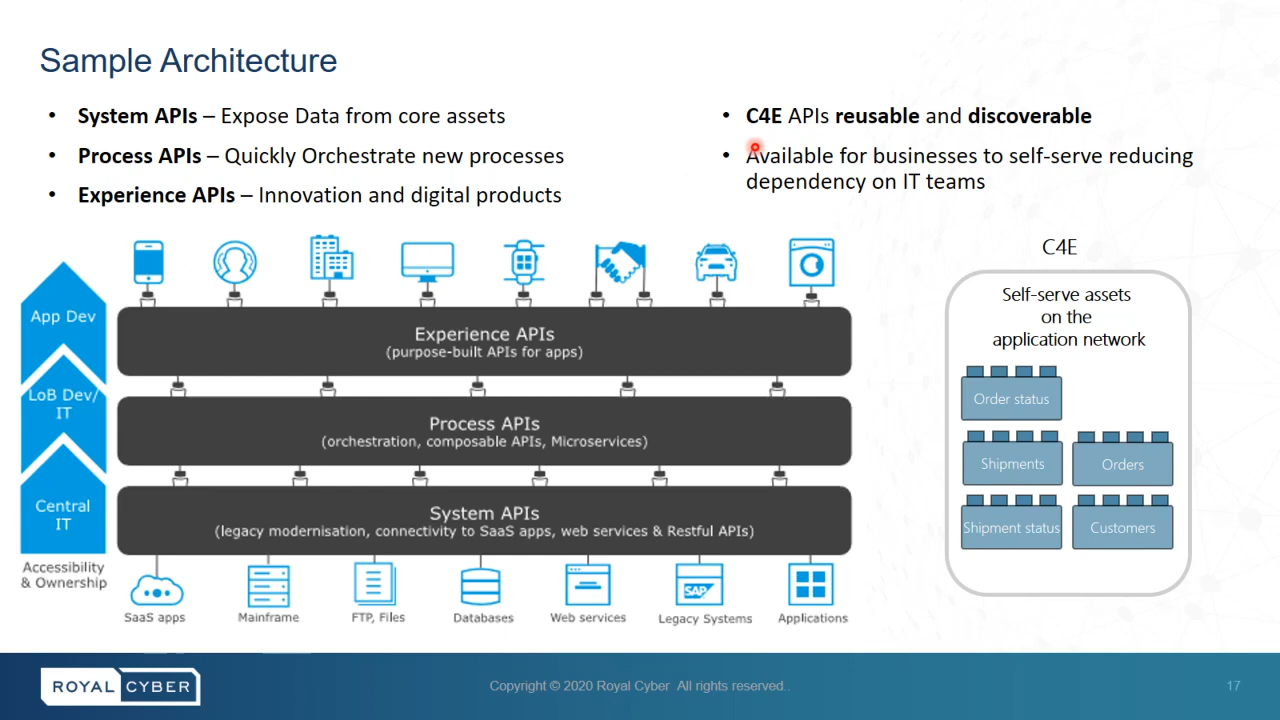 Sample Architecture
• System APIs – Expose Data from core assets
• Process APIs – Quickly Orchestrate new processes
• Experience APIs – Innovation and digital products
• C4E APIs reusable and discoverable
• Available for businesses to self-serve reducing
dependency on IT teams
App Dev
LoB Dev/
IT
Central
IT
Accessibility
& Ownership
Experience APIs
(purpose-built APIs for apps)
Process APIs
(orchestration, composable APIs, Microservices)
System APIs
(legacy modernisation, connectivity to SaaS apps, web services & Restful APIs)
SAP
SaaS apps
Mainframe
FTP, Files
Databases
Web services
Legacy Systems
Applications
C4E
Self-serve assets
on the
application network
Order status
Shipments
Orders
Shipment status
Customers
ROYAL CYBER
Copyright © 2020 Royal Cyber All rights reserved..
17